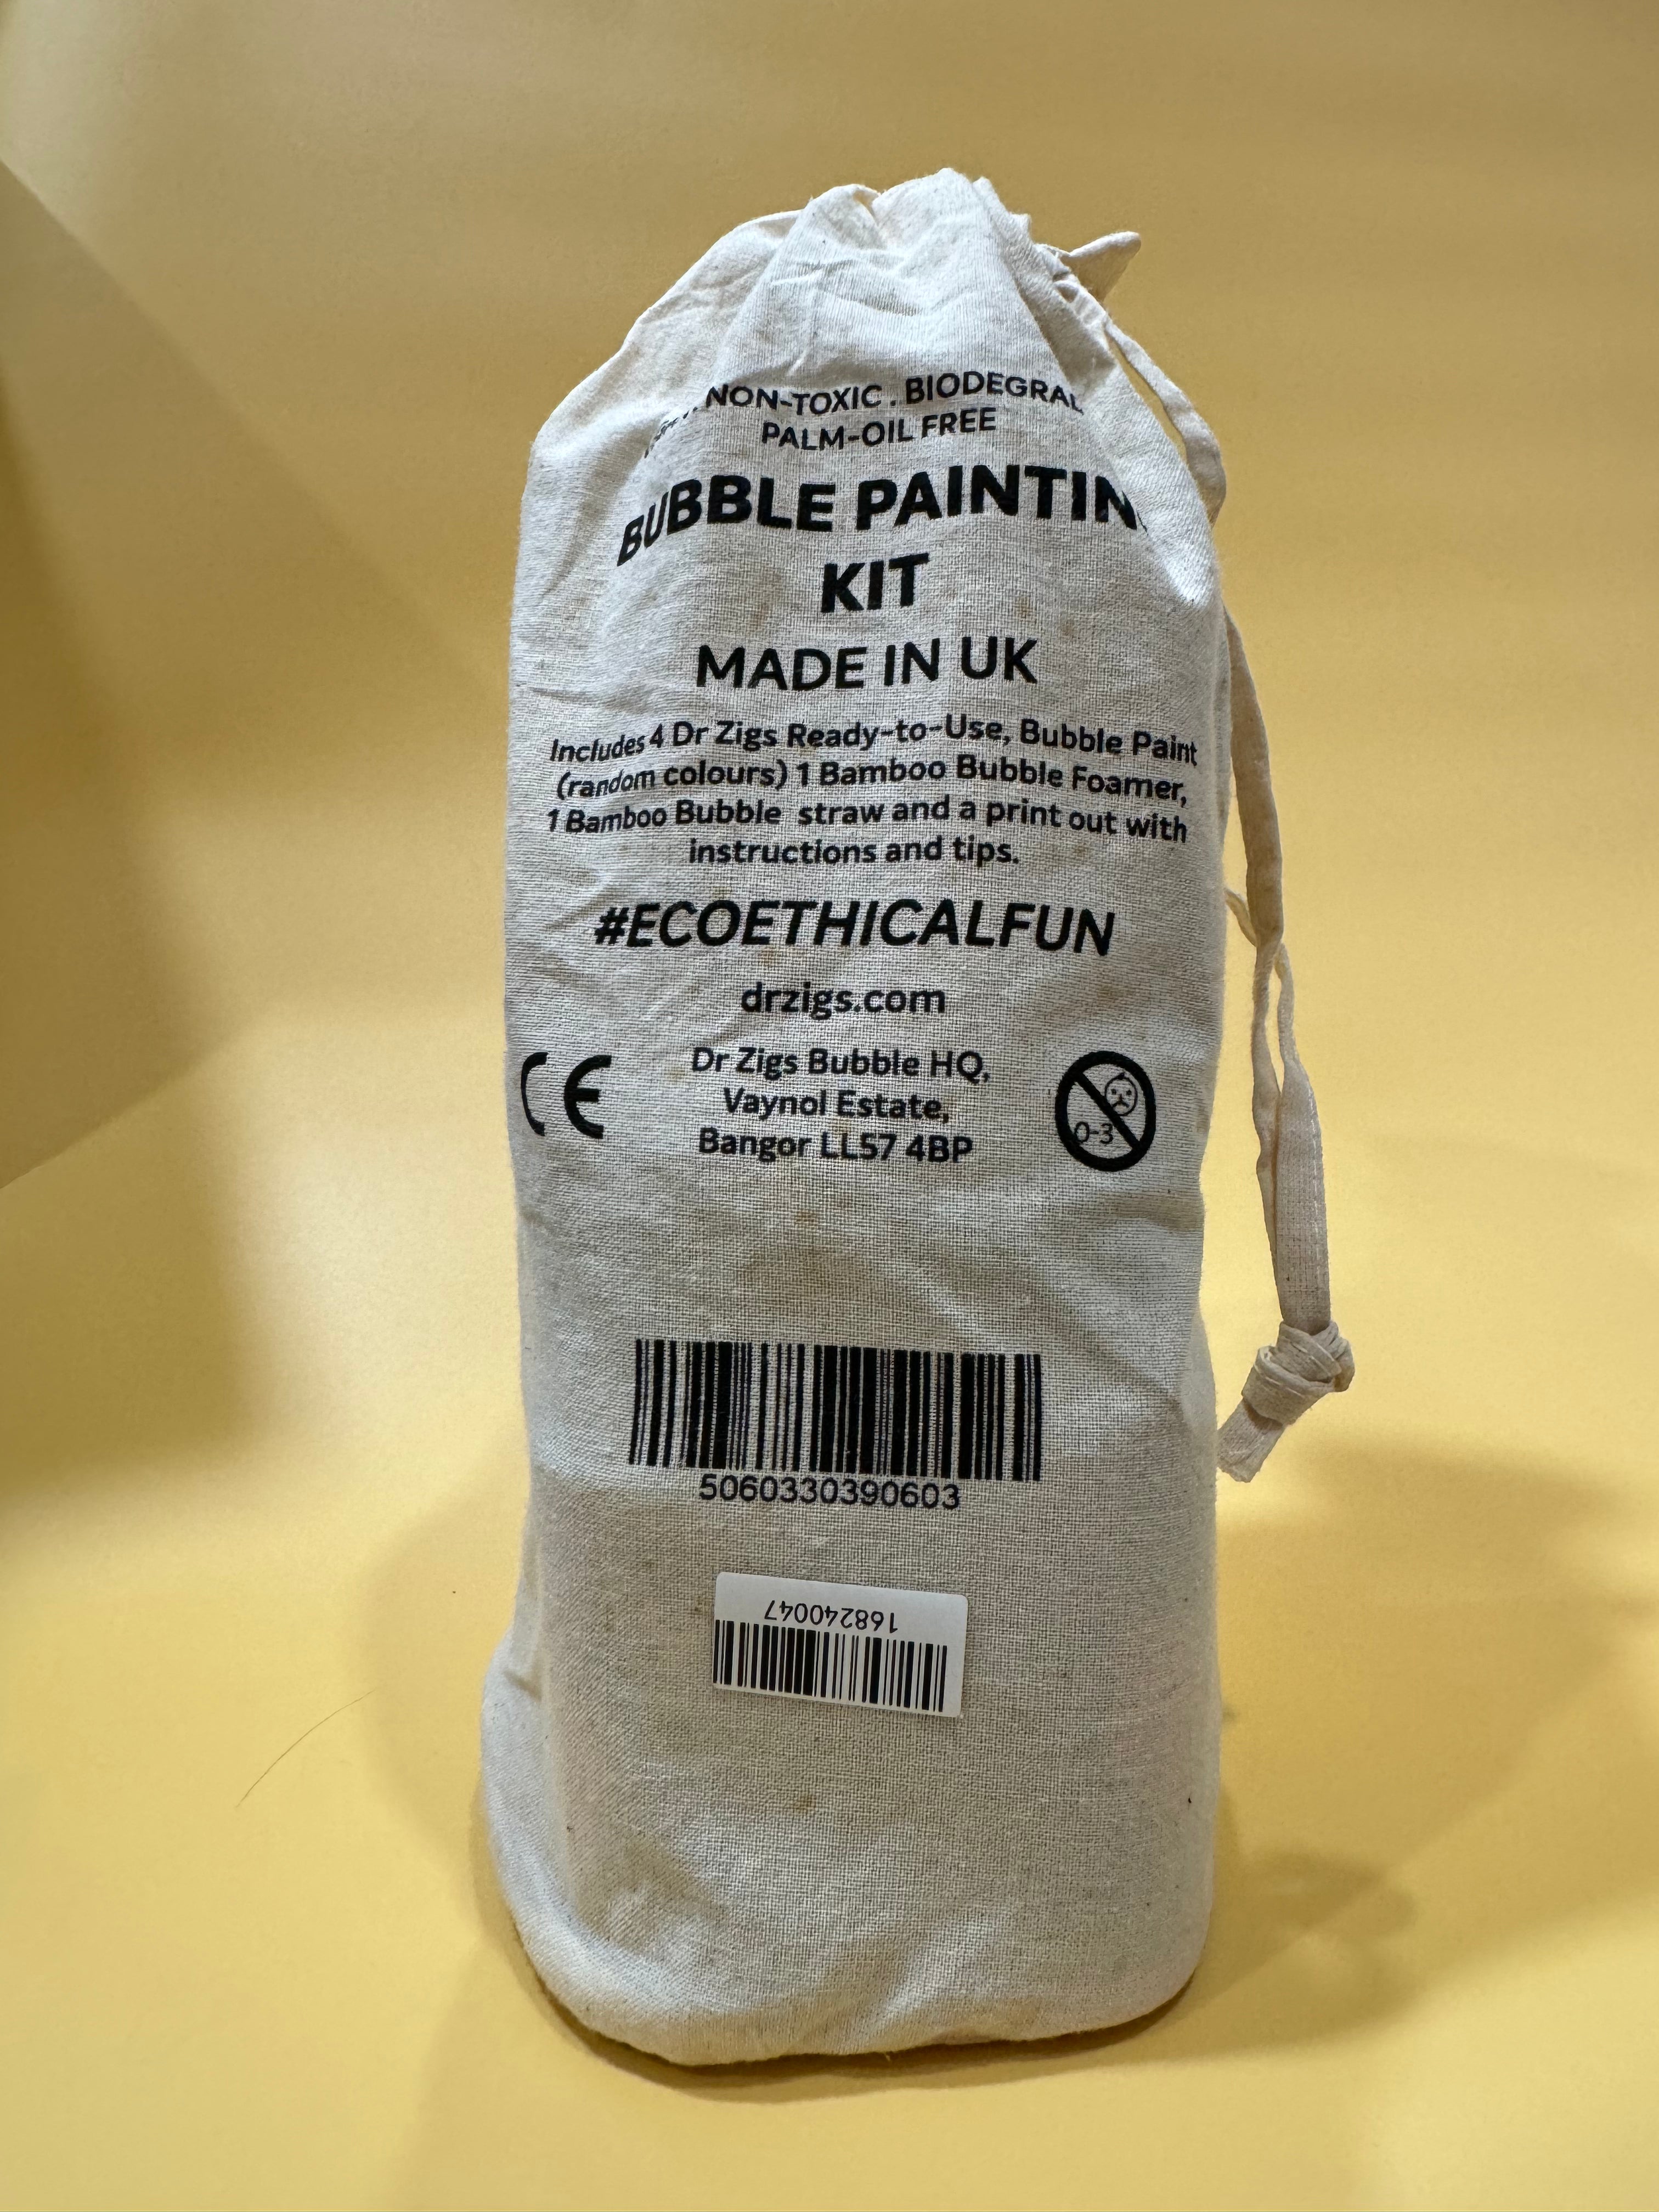 NON-TOXIC . BIODEGRA
PALM-OIL FREE
BUBBLE PAINTIN
KIT
MADE IN UK
Includes 4 Dr Zigs Ready-to-Use, Bubble Paint
(random colours) 1 Bamboo Bubble Foamer,
1 Bamboo Bubble straw and a print out with
instructions and tips.
#ECOETHICALFUN
drzigs.com
CE
Dr Zigs Bubble HQ,
Vaynol Estate,
Bangor LL57 4BP
0-3
5060330390603
168240047